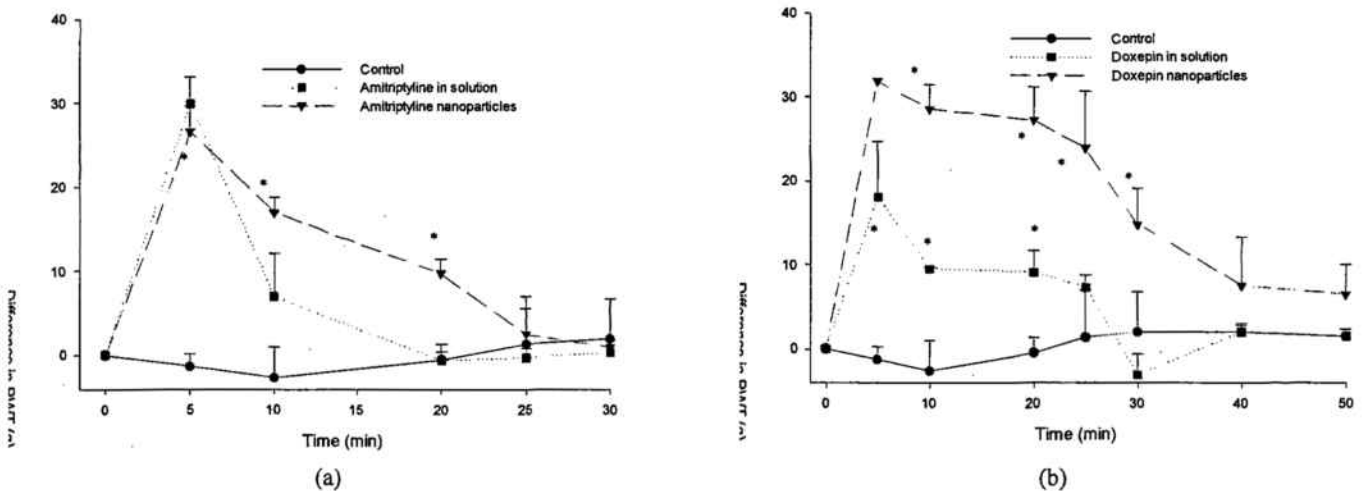 40
30
20
10
0
Control
Amitriptyline in solution
Amitriptyline nanoparticles
*
*
*
0 5 10 15 20 25 30
Time (min)
(a)
40
30
20
10
0
Control
Doxepin in solution
Doxepin nanoparticles
*
*
*
*
*
*
*
0 10 20 30 40 50
Time (min)
(b)